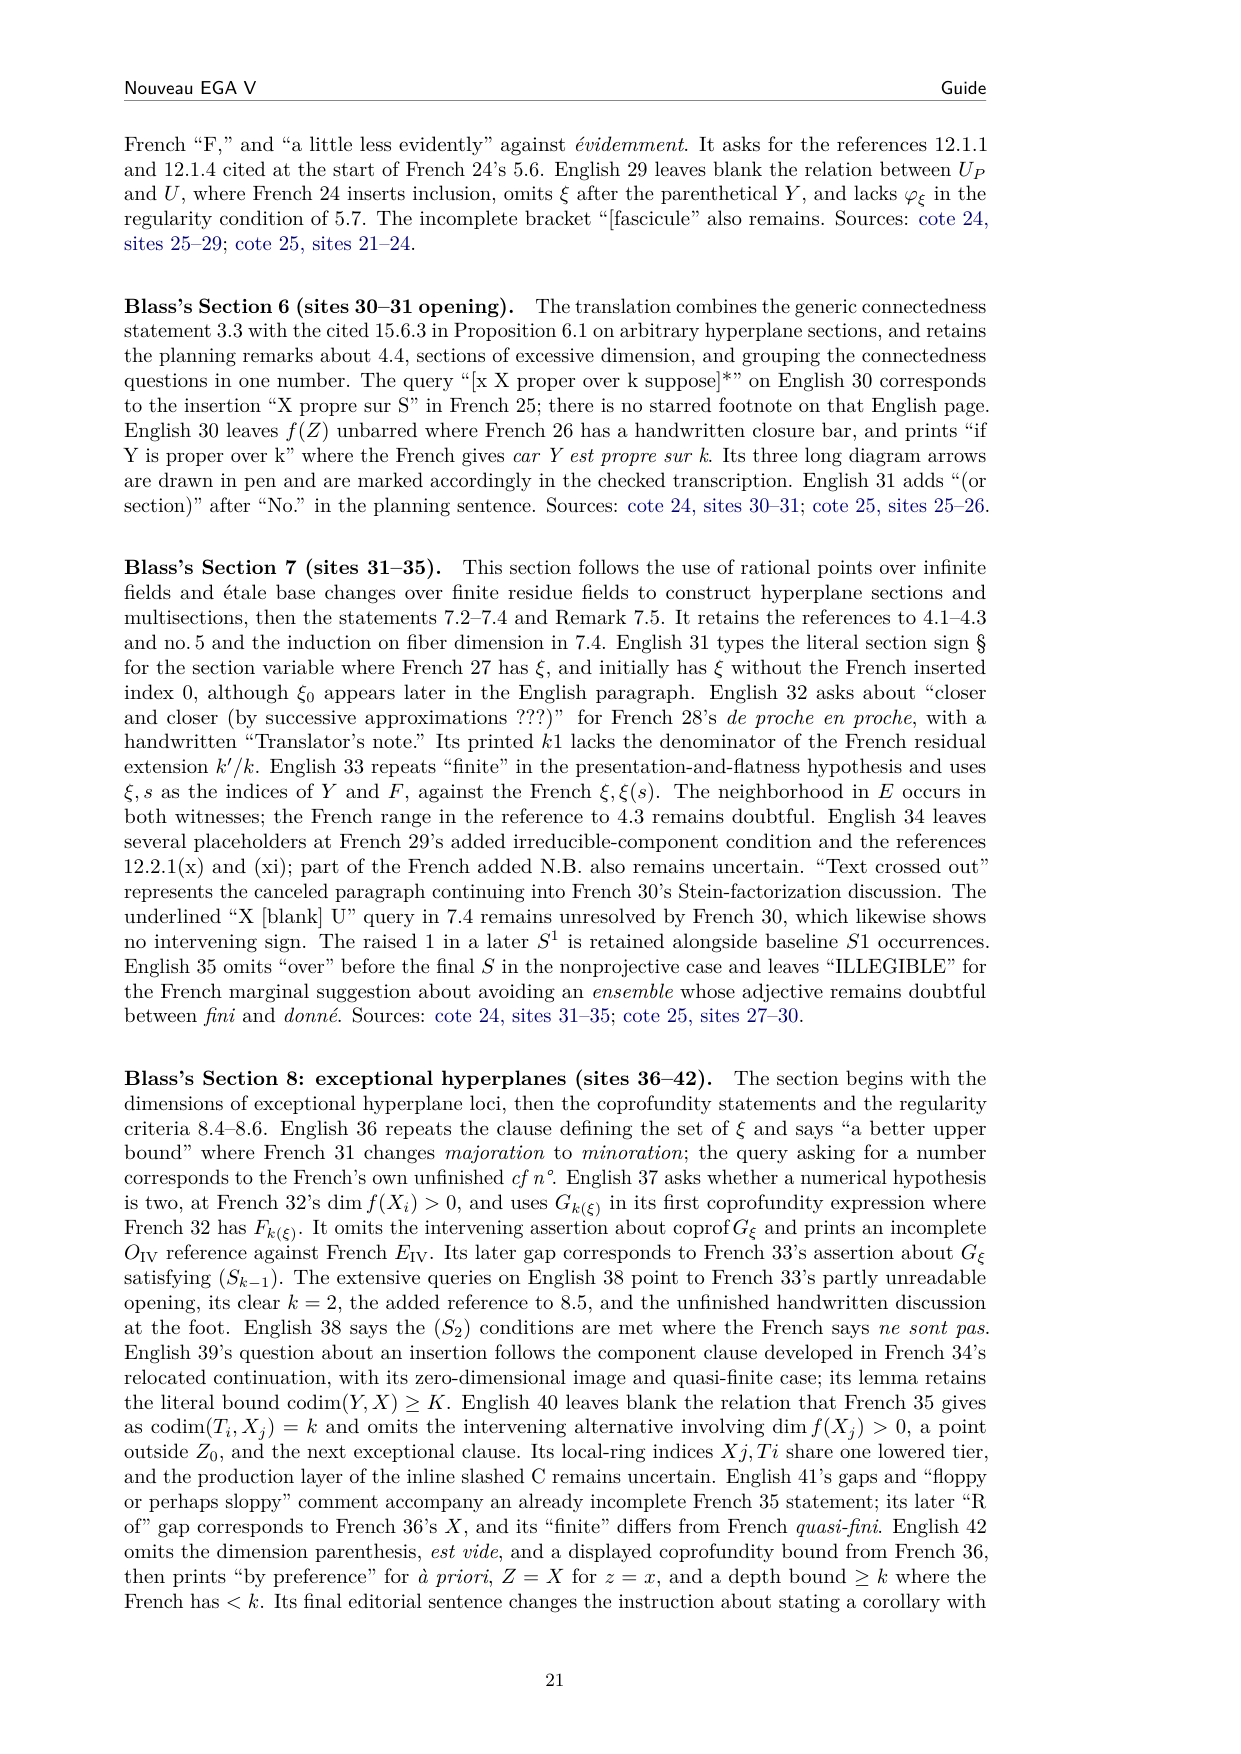 Nouveau EGA V Guide
French “F,” and “a little less evidently” against évidemment. It asks for the references 12.1.1
and 12.1.4 cited at the start of French 24’s 5.6. English 29 leaves blank the relation between U_P
and U, where French 24 inserts inclusion, omits ξ after the parenthetical Y, and lacks φ_ξ in the
regularity condition of 5.7. The incomplete bracket “[fascicule” also remains. Sources: cote 24,
sites 25–29; cote 25, sites 21–24.
Blass’s Section 6 (sites 30–31 opening). The translation combines the generic connectedness
statement 3.3 with the cited 15.6.3 in Proposition 6.1 on arbitrary hyperplane sections, and retains
the planning remarks about 4.4, sections of excessive dimension, and grouping the connectedness
questions in one number. The query “[x X proper over k suppose]*” on English 30 corresponds
to the insertion “X propre sur S” in French 25; there is no starred footnote on that English page.
English 30 leaves f(Z) unbarred where French 26 has a handwritten closure bar, and prints “if
Y is proper over k” where the French gives car Y est propre sur k. Its three long diagram arrows
are drawn in pen and are marked accordingly in the checked transcription. English 31 adds “(or
section)” after “No.” in the planning sentence. Sources: cote 24, sites 30–31; cote 25, sites 25–26.
Blass’s Section 7 (sites 31–35). This section follows the use of rational points over infinite
fields and étale base changes over finite residue fields to construct hyperplane sections and
multisections, then the statements 7.2–7.4 and Remark 7.5. It retains the references to 4.1–4.3
and no. 5 and the induction on fiber dimension in 7.4. English 31 types the literal section sign §
for the section variable where French 27 has ξ, and initially has ξ without the French inserted
index 0, although ξ₀ appears later in the English paragraph. English 32 asks about “closer
and closer (by successive approximations ???)” for French 28’s de proche en proche, with a
handwritten “Translator’s note.” Its printed k1 lacks the denominator of the French residual
extension k′/k. English 33 repeats “finite” in the presentation-and-flatness hypothesis and uses
ξ, s as the indices of Y and F, against the French ξ, ξ(s). The neighborhood in E occurs in
both witnesses; the French range in the reference to 4.3 remains doubtful. English 34 leaves
several placeholders at French 29’s added irreducible-component condition and the references
12.2.1(x) and (xi); part of the French added N.B. also remains uncertain. “Text crossed out”
represents the canceled paragraph continuing into French 30’s Stein-factorization discussion. The
underlined “X [blank] U” query in 7.4 remains unresolved by French 30, which likewise shows
no intervening sign. The raised 1 in a later S¹ is retained alongside baseline S1 occurrences.
English 35 omits “over” before the final S in the nonprojective case and leaves “ILLEGIBLE” for
the French marginal suggestion about avoiding an ensemble whose adjective remains doubtful
between fini and donné. Sources: cote 24, sites 31–35; cote 25, sites 27–30.
Blass’s Section 8: exceptional hyperplanes (sites 36–42). The section begins with the
dimensions of exceptional hyperplane loci, then the coprofundity statements and the regularity
criteria 8.4–8.6. English 36 repeats the clause defining the set of ξ and says “a better upper
bound” where French 31 changes majoration to minoration; the query asking for a number
corresponds to the French’s own unfinished cf n°. English 37 asks whether a numerical hypothesis
is two, at French 32’s dim f(X_i) > 0, and uses G_{k(ξ)} in its first coprofundity expression where
French 32 has F_{k(ξ)}. It omits the intervening assertion about coprof G_ξ and prints an incomplete
O_IV reference against French E_IV. Its later gap corresponds to French 33’s assertion about G_ξ
satisfying (S_{k−1}). The extensive queries on English 38 point to French 33’s partly unreadable
opening, its clear k = 2, the added reference to 8.5, and the unfinished handwritten discussion
at the foot. English 38 says the (S₂) conditions are met where the French says ne sont pas.
English 39’s question about an insertion follows the component clause developed in French 34’s
relocated continuation, with its zero-dimensional image and quasi-finite case; its lemma retains
the literal bound codim(Y, X) ≥ K. English 40 leaves blank the relation that French 35 gives
as codim(T_i, X_j) = k and omits the intervening alternative involving dim f(X_j) > 0, a point
outside Z₀, and the next exceptional clause. Its local-ring indices Xj, Ti share one lowered tier,
and the production layer of the inline slashed C remains uncertain. English 41’s gaps and “floppy
or perhaps sloppy” comment accompany an already incomplete French 35 statement; its later “R
of” gap corresponds to French 36’s X, and its “finite” differs from French quasi-fini. English 42
omits the dimension parenthesis, est vide, and a displayed coprofundity bound from French 36,
then prints “by preference” for à priori, Z = X for z = x, and a depth bound ≥ k where the
French has < k. Its final editorial sentence changes the instruction about stating a corollary with
21